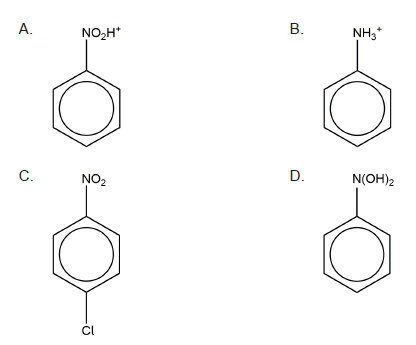 A. NO₂H⁺
B. NH₃⁺
C. NO₂
Cl
D. N(OH)₂